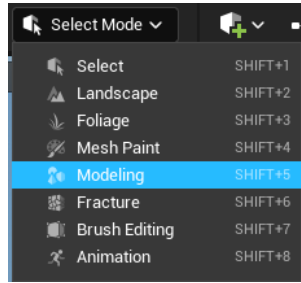 Select Mode
Select SHIFT+1
Landscape SHIFT+2
Foliage SHIFT+3
Mesh Paint SHIFT+4
Modeling SHIFT+5
Fracture SHIFT+6
Brush Editing SHIFT+7
Animation SHIFT+8